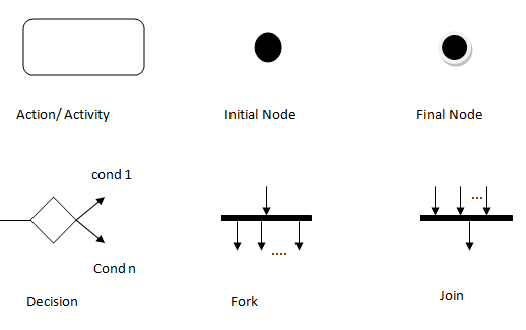 Action/ Activity
Initial Node
Final Node
cond 1
...
....
Cond n
Decision
Fork
Join